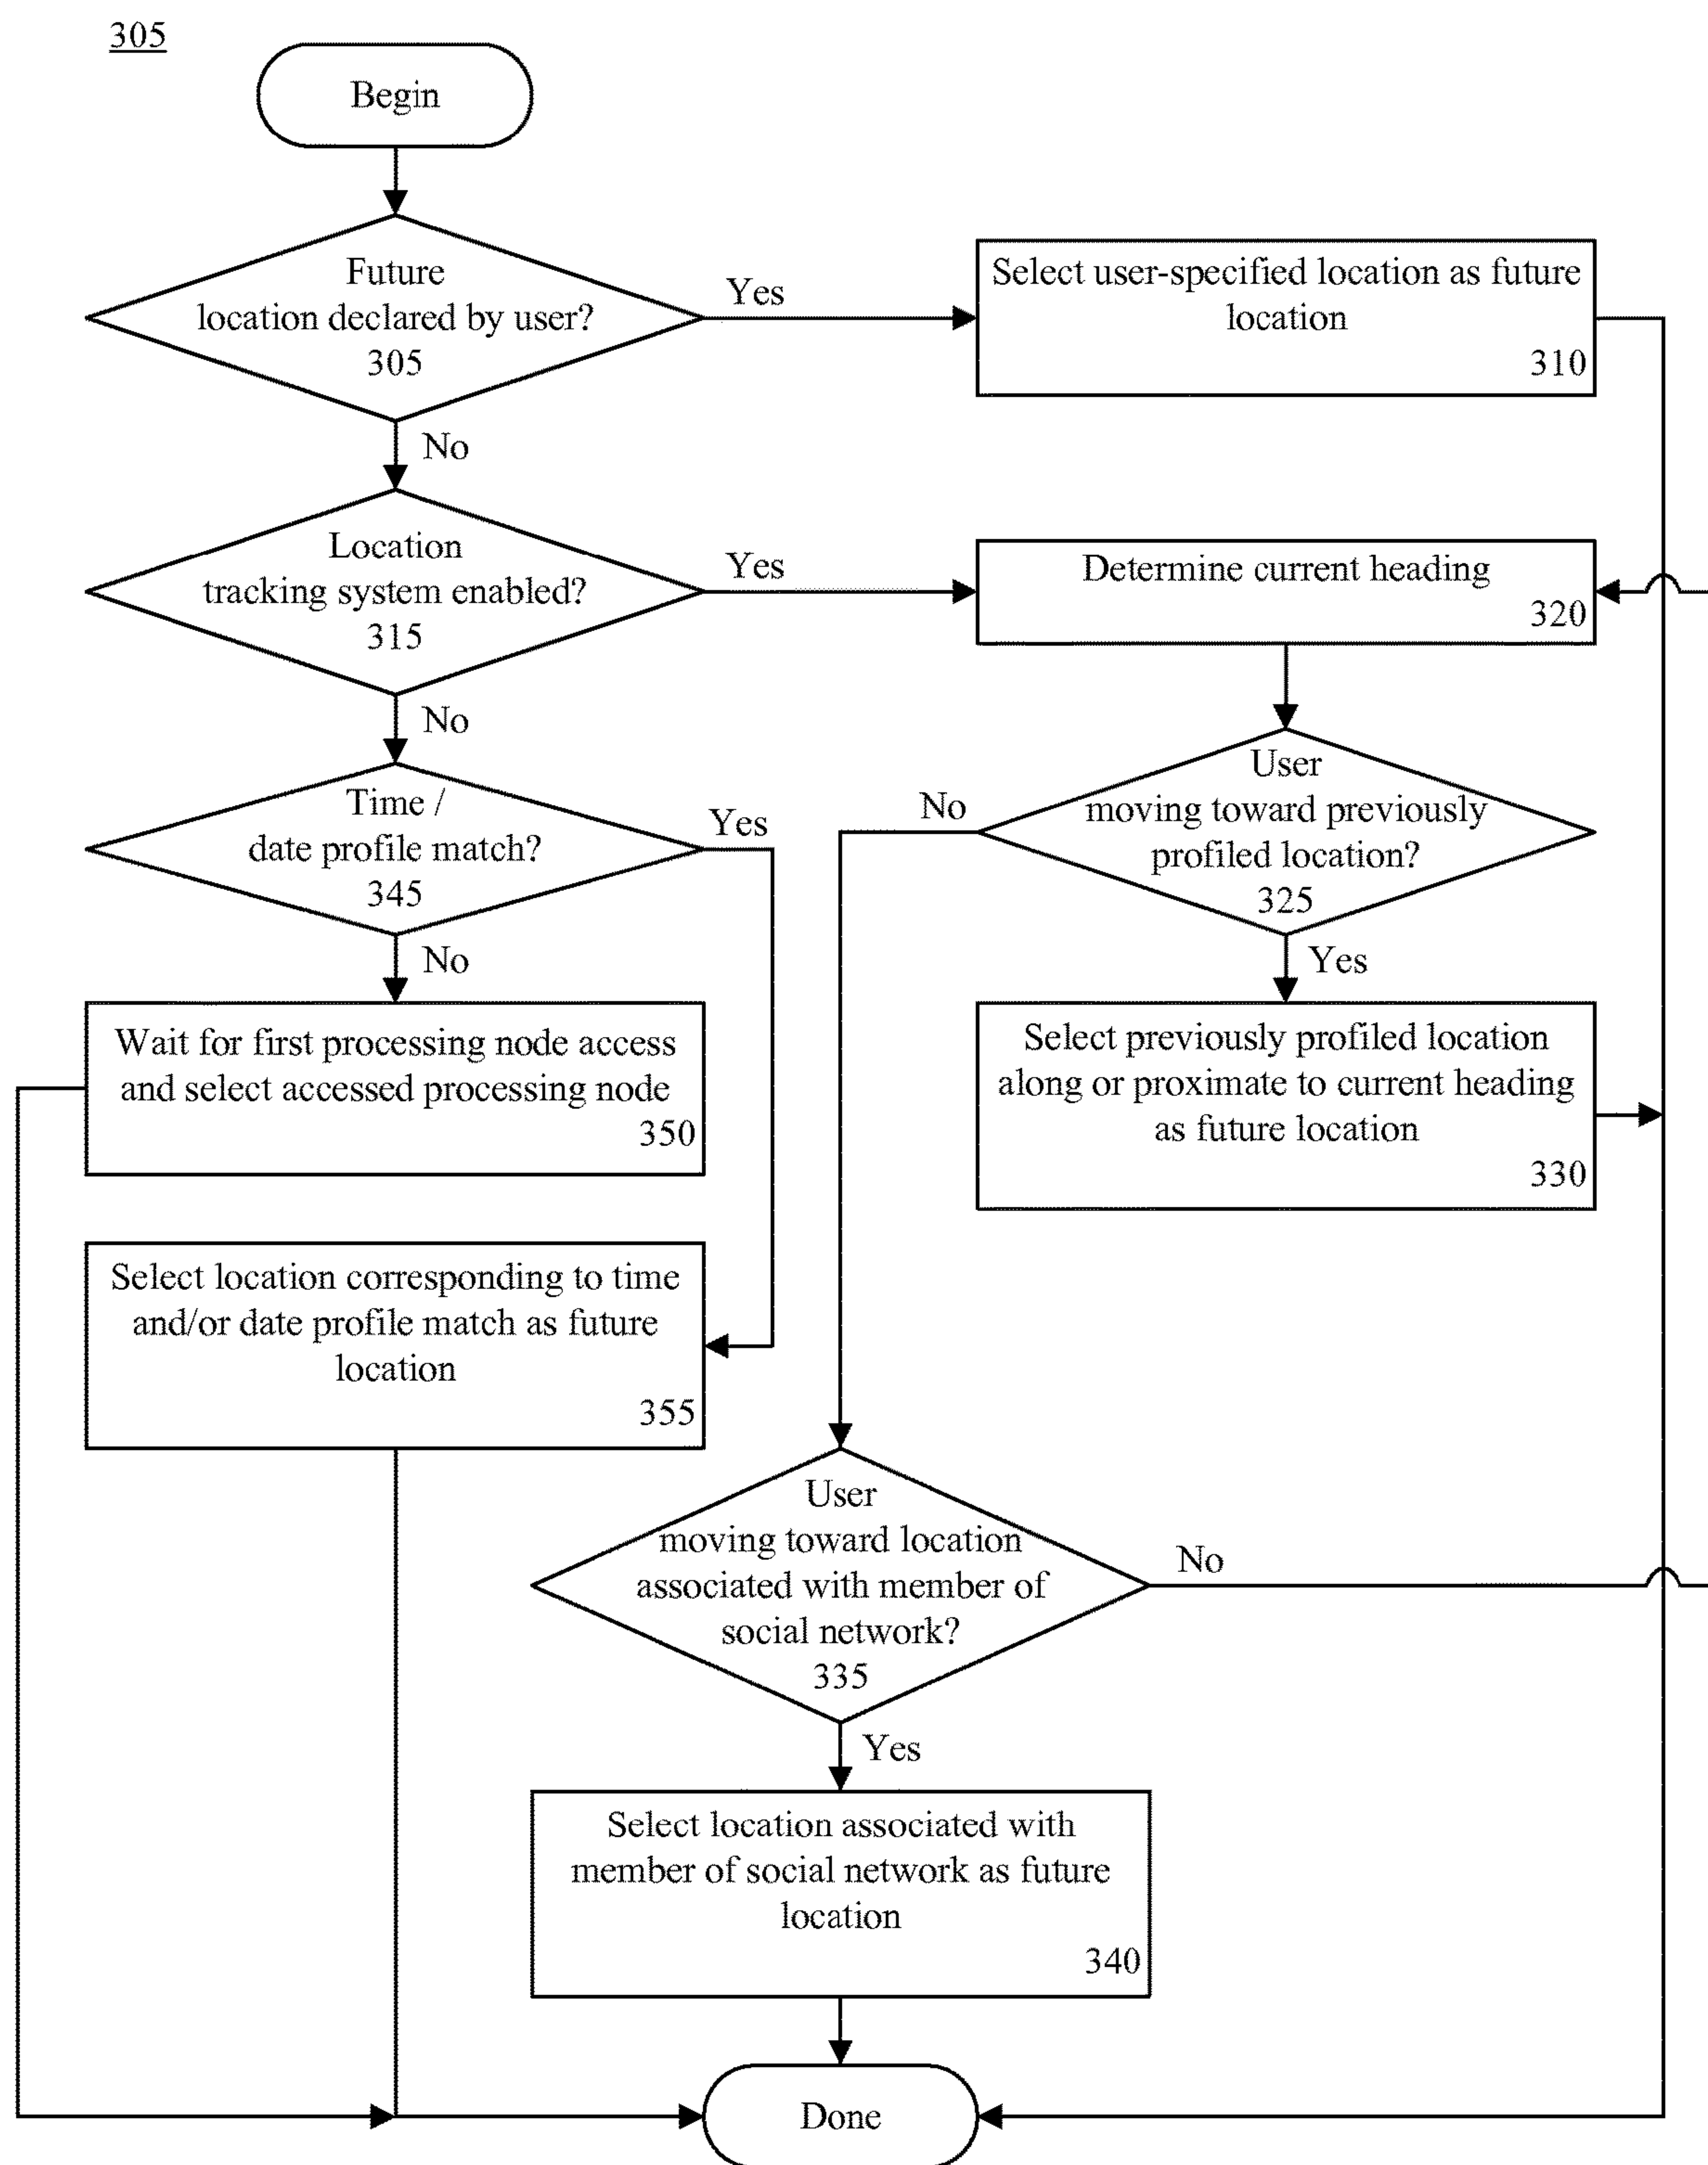 305
Begin
Future
location declared by user?
305
Yes
Select user-specified location as future
location
310
No
Location
tracking system enabled?
315
Yes
Determine current heading
320
No
Time /
date profile match?
345
Yes
User
moving toward previously
profiled location?
325
No
Yes
No
Wait for first processing node access
and select accessed processing node
350
Select previously profiled location
along or proximate to current heading
as future location
330
Select location corresponding to time
and/or date profile match as future
location
355
User
moving toward location
associated with member of
social network?
335
No
Yes
Select location associated with
member of social network as future
location
340
Done